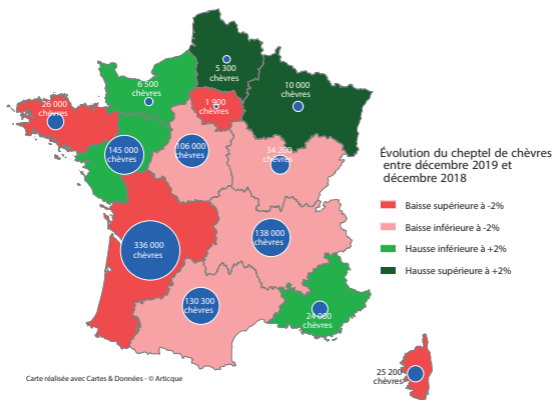 5 300
chèvres
6 500
chèvres
10 000
chèvres
26 000
chèvres
1 900
chèvres
145 000
chèvres
106 000
chèvres
34 200
chèvres
Évolution du cheptel de chèvres
entre décembre 2019 et
décembre 2018
Baisse supérieure à -2%
Baisse inférieure à -2%
Hausse inférieure à +2%
Hausse supérieure à +2%
336 000
chèvres
138 000
chèvres
130 300
chèvres
24 000
chèvres
25 200
chèvres
Carte réalisée avec Cartes & Données - © Articque